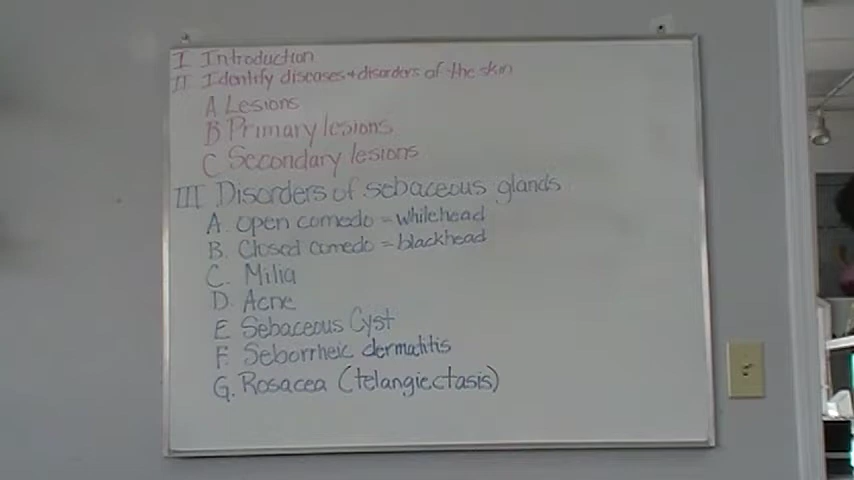 I Introduction
II Identify diseases + disorders of the skin
A Lesions
B Primary lesions
C Secondary lesions
III Disorders of sebaceous glands
A. Open comedo = whitehead
B. Closed comedo = blackhead
C. Milia
D. Acne
E Sebaceous Cyst
F. Seborrheic dermatitis
G. Rosacea (telangiectasis)